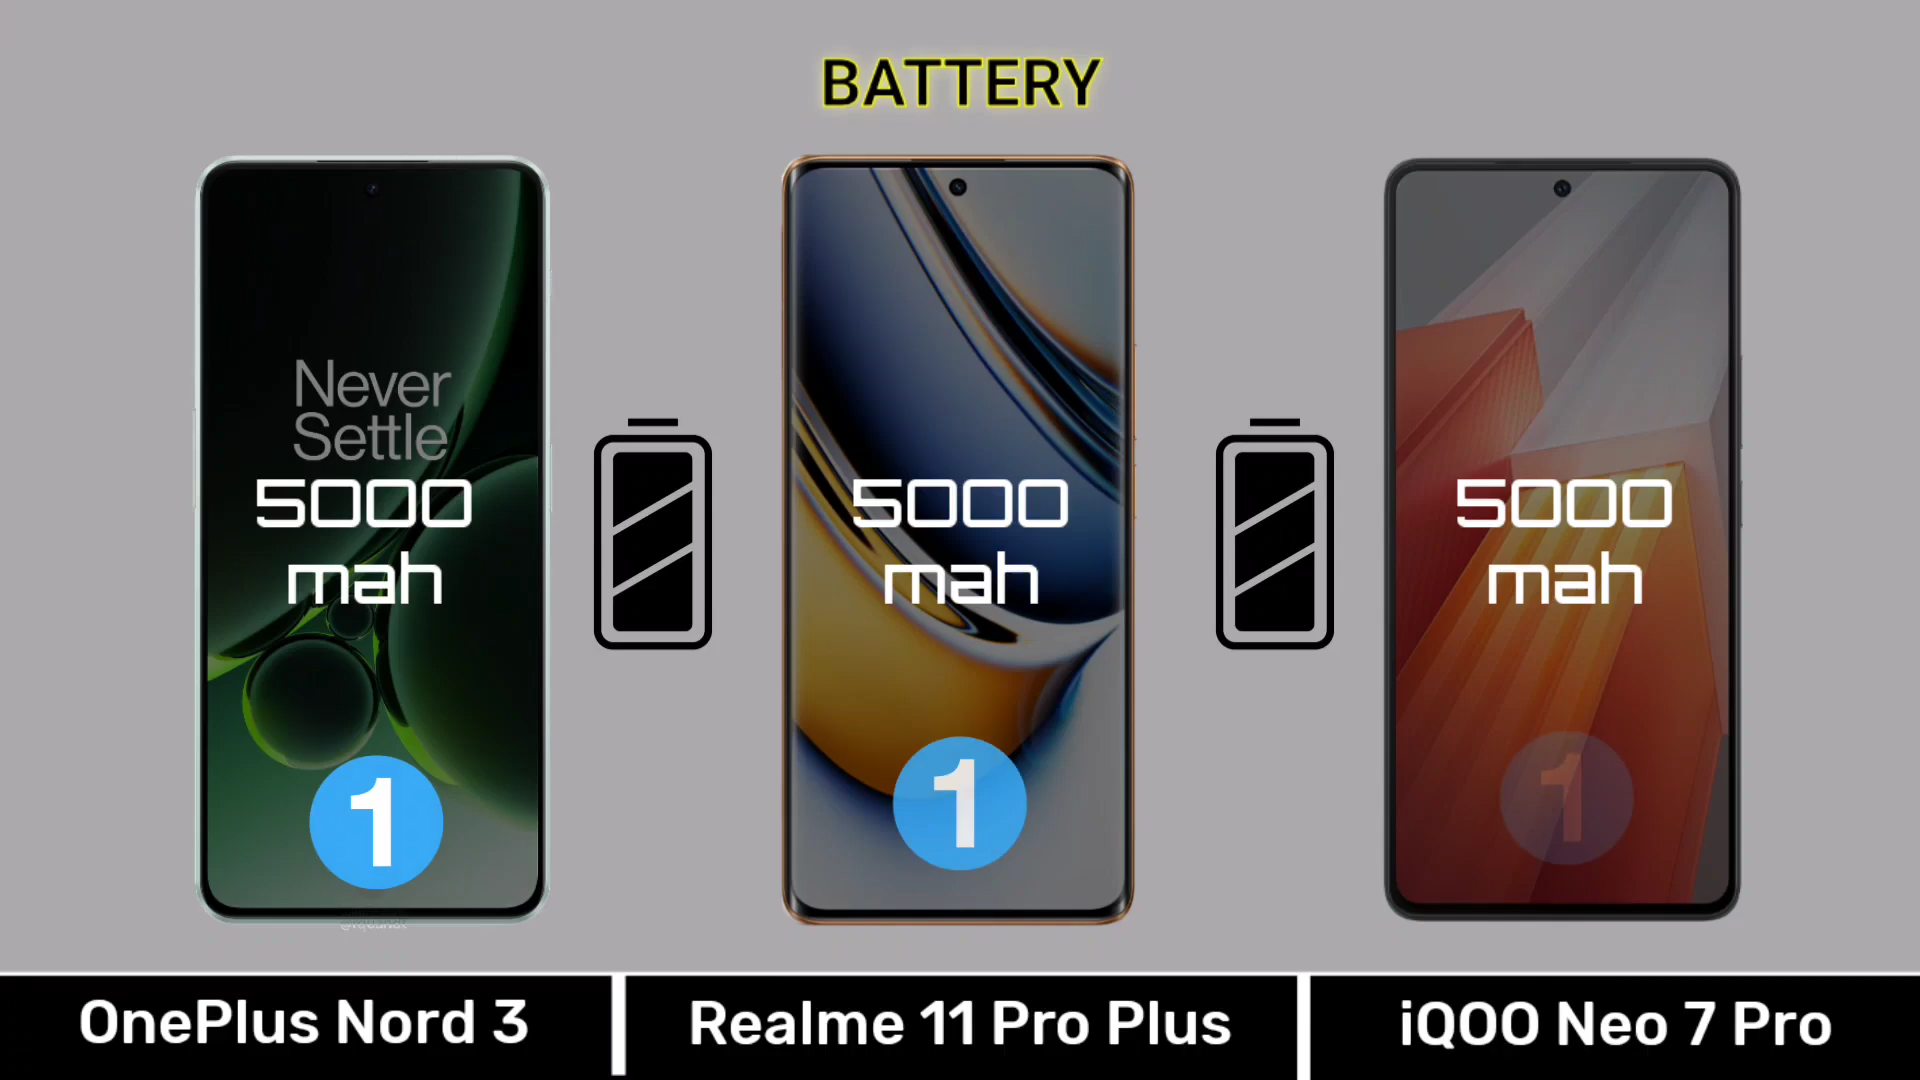 BATTERY
Never
Settle
5000
mah
1
5000
mah
1
5000
mah
1
OnePlus Nord 3
Realme 11 Pro Plus
iQOO Neo 7 Pro